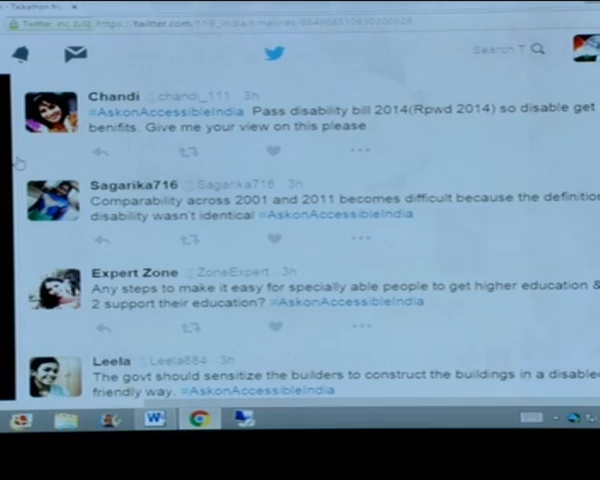 Talkathon fro
Twitter, Inc. [US] https://twitter.com/
Search T
Chandi chandi_111 3h
#AskonAccessibleIndia Pass disability bill 2014(Rpwd 2014) so disable get
benifits. Give me your view on this please
Sagarika716 Sagarika716 3h
Comparability across 2001 and 2011 becomes difficult because the definition
disability wasn't identical #AskonAccessibleIndia
Expert Zone ZoneExpert 3h
Any steps to make it easy for specially able people to get higher education &
2 support their education? #AskonAccessibleIndia
Leela Leela684 3h
The govt should sensitize the builders to construct the buildings in a disabled
friendly way. #AskonAccessibleIndia
W